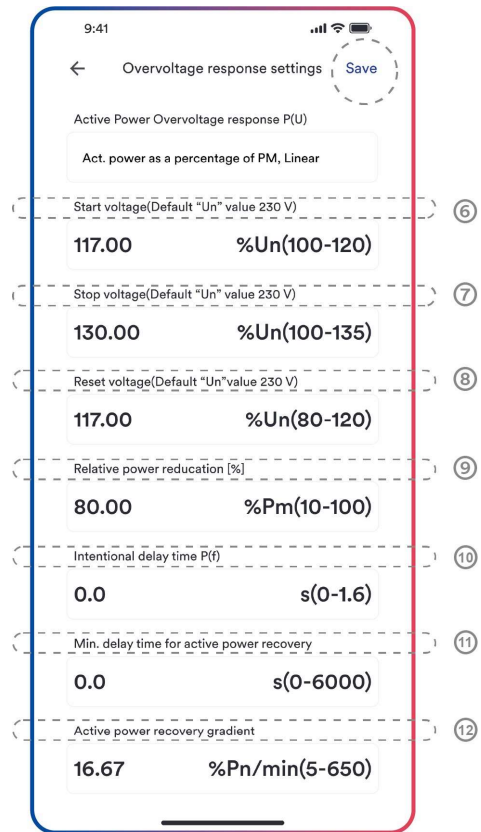 9:41
← Overvoltage response settings Save
Active Power Overvoltage response P(U)
Act. power as a percentage of PM, Linear
Start voltage(Default “Un” value 230 V) ⑥
117.00 %Un(100-120)
Stop voltage(Default “Un” value 230 V) ⑦
130.00 %Un(100-135)
Reset voltage(Default “Un”value 230 V) ⑧
117.00 %Un(80-120)
Relative power reducation [%] ⑨
80.00 %Pm(10-100)
Intentional delay time P(f) ⑩
0.0 s(0-1.6)
Min. delay time for active power recovery ⑪
0.0 s(0-6000)
Active power recovery gradient ⑫
16.67 %Pn/min(5-650)